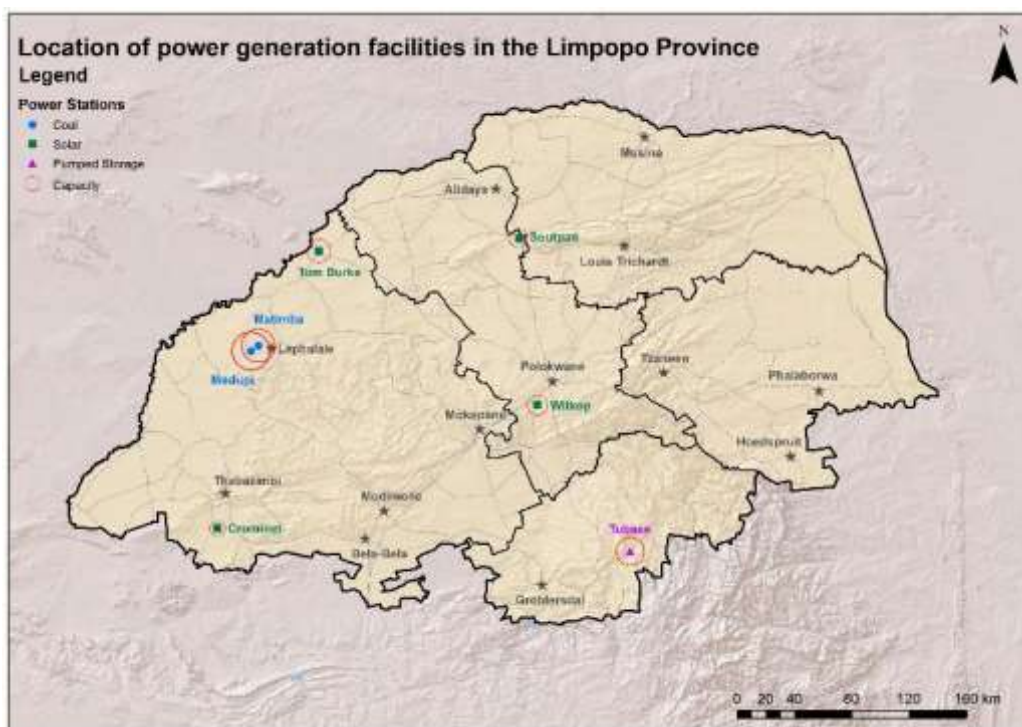 Location of power generation facilities in the Limpopo Province
N
Legend
Power Stations
Coal
Solar
Pumped Storage
Capacity
Musina
Alldays
Soutpan
Louis Trichardt
Tom Burke
Matimba
Lephalale
Medupi
Polokwane
Tzaneen
Phalaborwa
Witkop
Mokopane
Hoedspruit
Thabazimbi
Modimolle
Crominet
Tubase
Bela-Bela
Groblersdal
0 20 40 80 120 160 km